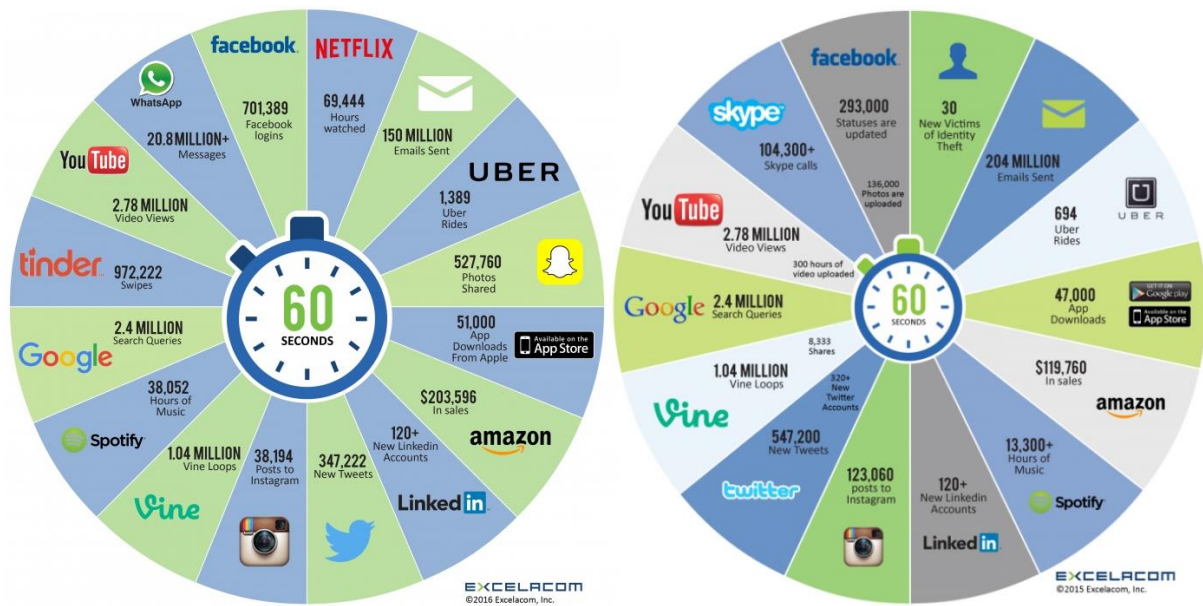 facebook
701,389
Facebook
logins
NETFLIX
69,444
Hours
watched
150 MILLION
Emails Sent
UBER
1,389
Uber
Rides
527,760
Photos
Shared
51,000
App
Downloads
From Apple
Available on the
App Store
$203,596
In sales
amazon
120+
New Linkedin
Accounts
Linked in
347,222
New Tweets
38,194
Posts to
Instagram
1.04 MILLION
Vine Loops
Vine
38,052
Hours of
Music
Spotify
2.4 MILLION
Search Queries
Google
tinder
972,222
Swipes
YouTube
2.78 MILLION
Video Views
WhatsApp
20.8 MILLION+
Messages
60
SECONDS
EXCELACOM
©2016 Excelacom, Inc.
facebook
293,000
Statuses are
updated
136,000
Photos are
uploaded
30
New Victims
of Identity
Theft
204 MILLION
Emails Sent
UBER
694
Uber
Rides
47,000
App
Downloads
GET IT ON
Google play
Available on the
App Store
$119,760
In sales
amazon
13,300+
Hours of
Music
Spotify
120+
New Linkedin
Accounts
Linked in
123,060
posts to
Instagram
320+
New
Twitter
Accounts
547,200
New Tweets
twitter
8,333
Shares
1.04 MILLION
Vine Loops
Vine
Google
2.4 MILLION
Search Queries
YouTube
2.78 MILLION
Video Views
300 hours of
video uploaded
skype
104,300+
Skype calls
60
SECONDS
EXCELACOM
©2015 Excelacom, Inc.